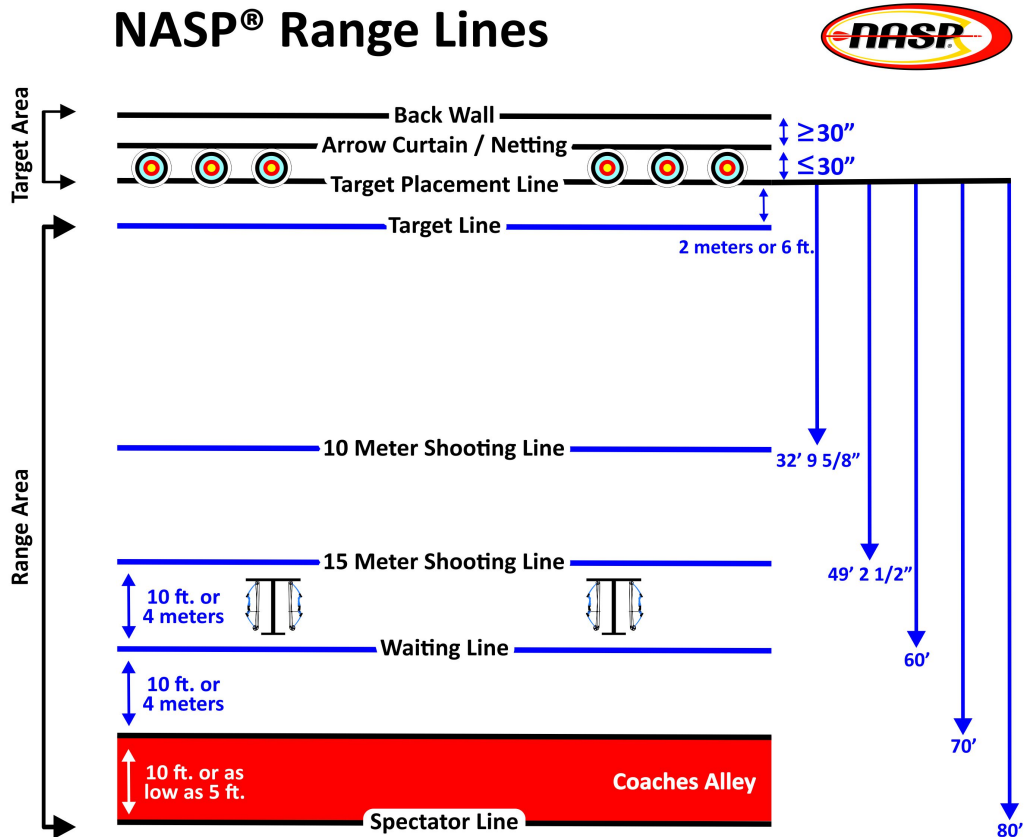 NASP® Range Lines
NASP®
Target Area
Back Wall
≥30”
Arrow Curtain / Netting
≤30”
Target Placement Line
Target Line
2 meters or 6 ft.
Range Area
10 Meter Shooting Line
32’ 9 5/8”
15 Meter Shooting Line
49’ 2 1/2”
10 ft. or
4 meters
Waiting Line
60’
10 ft. or
4 meters
70’
10 ft. or as
low as 5 ft.
Coaches Alley
Spectator Line
80’